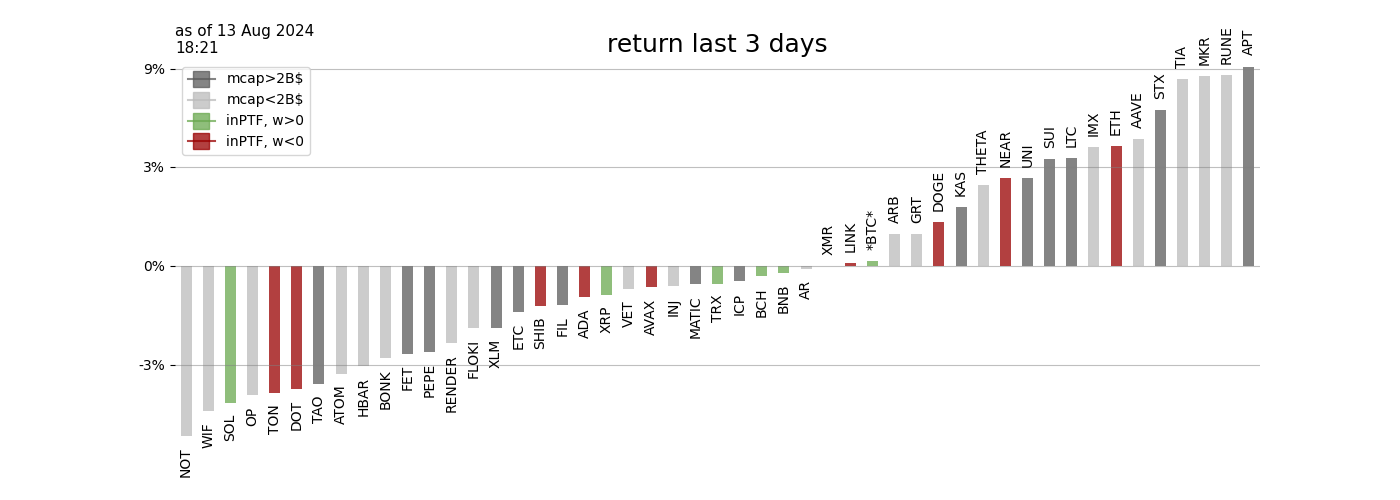 as of 13 Aug 2024
18:21
return last 3 days
mcap>2B$
mcap<2B$
inPTF, w>0
inPTF, w<0
9%
3%
0%
-3%
NOT
WIF
SOL
OP
TON
DOT
TAO
ATOM
HBAR
BONK
FET
PEPE
RENDER
FLOKI
XLM
ETC
SHIB
FIL
ADA
XRP
VET
AVAX
INJ
MATIC
TRX
ICP
BCH
BNB
AR
XMR
LINK
*BTC*
ARB
GRT
DOGE
KAS
THETA
NEAR
UNI
SUI
LTC
IMX
ETH
AAVE
STX
TIA
MKR
RUNE
APT